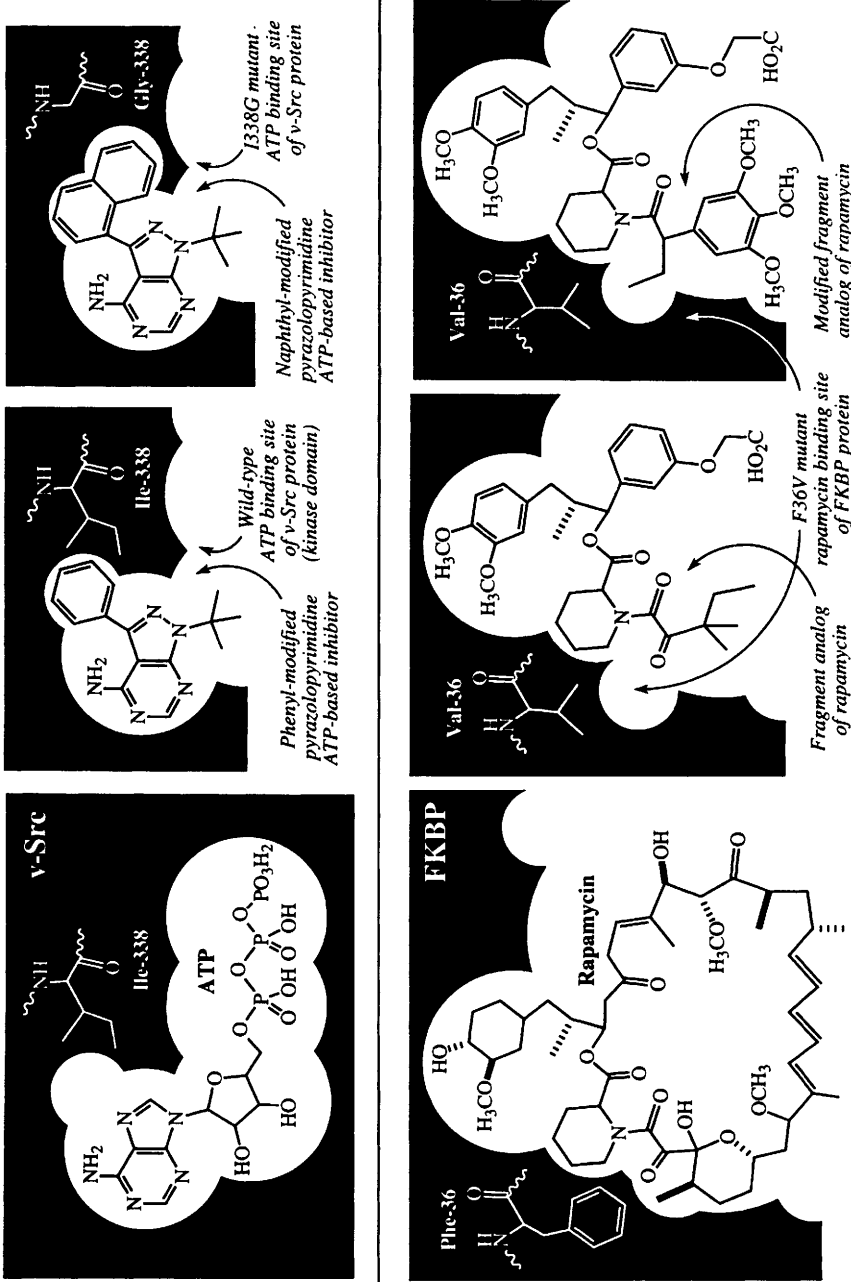 v-Src
NH
O
Ile-338
NH2
N
N
N
N
O
HO
HO
ATP
O
P
O
OH
O
P
O
OH
O
PO3H2
NH
O
Ile-338
NH2
N
N
N
N
Phenyl-modified
pyrazolopyrimidine
ATP-based inhibitor
Wild-type
ATP binding site
of v-Src protein
(kinase domain)
NH
O
Gly-338
NH2
N
N
N
N
Naphthyl-modified
pyrazolopyrimidine
ATP-based inhibitor
I338G mutant -
ATP binding site
of v-Src protein
FKBP
Phe-36
H
N
O
HO
H3CO
Rapamycin
O
O
O
OH
H3CO
O
N
O
O
OH
O
OCH3
Val-36
H
N
O
H3CO
H3CO
O
O
N
O
O
O
HO2C
Fragment analog
of rapamycin
F36V mutant
rapamycin binding site
of FKBP protein
Val-36
H
N
O
H3CO
H3CO
O
O
N
O
O
HO2C
H3CO
OCH3
OCH3
Modified fragment
analog of rapamycin